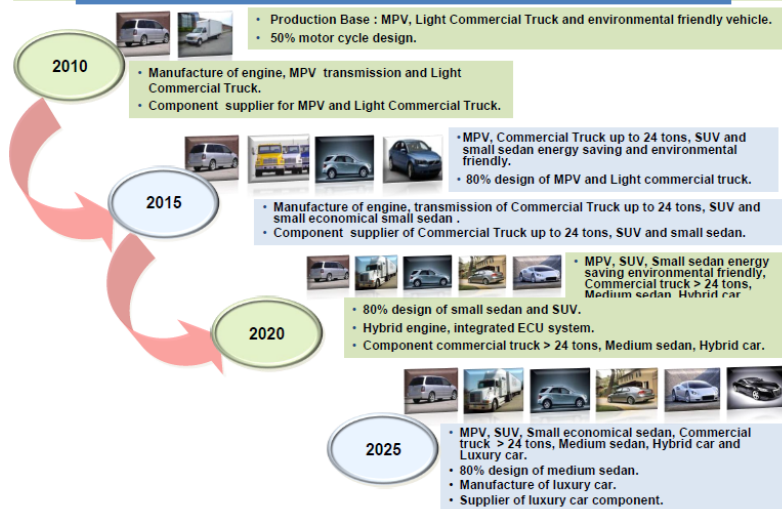 • Production Base : MPV, Light Commercial Truck and environmental friendly vehicle.
• 50% motor cycle design.
2010
• Manufacture of engine, MPV transmission and Light
Commercial Truck.
• Component supplier for MPV and Light Commercial Truck.
•MPV, Commercial Truck up to 24 tons, SUV and
small sedan energy saving and environmental
friendly.
• 80% design of MPV and Light commercial truck.
2015
• Manufacture of engine, transmission of Commercial Truck up to 24 tons, SUV and
small economical small sedan .
• Component supplier of Commercial Truck up to 24 tons, SUV and small sedan.
• MPV, SUV, Small sedan energy
saving environmental friendly,
Commercial truck > 24 tons,
Medium sedan, Hybrid car
2020
• 80% design of small sedan and SUV.
• Hybrid engine, integrated ECU system.
• Component commercial truck > 24 tons, Medium sedan, Hybrid car.
2025
• MPV, SUV, Small economical sedan, Commercial
truck > 24 tons, Medium sedan, Hybrid car and
Luxury car.
• 80% design of medium sedan.
• Manufacture of luxury car.
• Supplier of luxury car component.